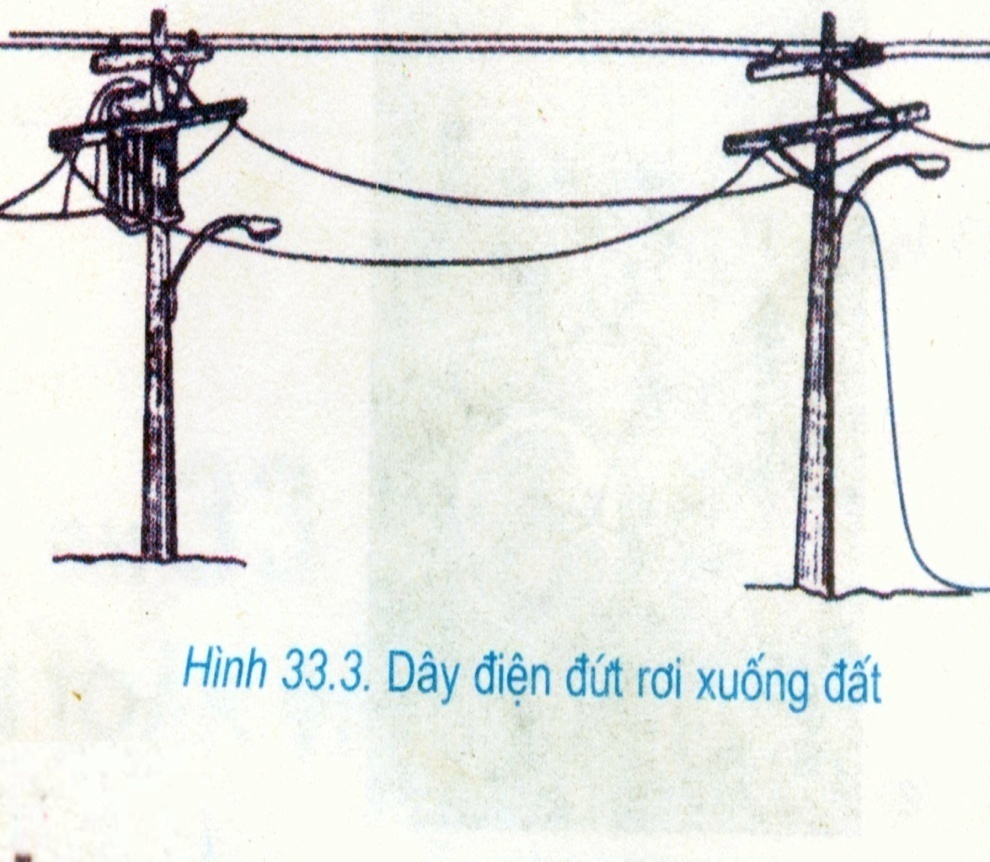 Hình 33.3. Dây điện đứt rơi xuống đất